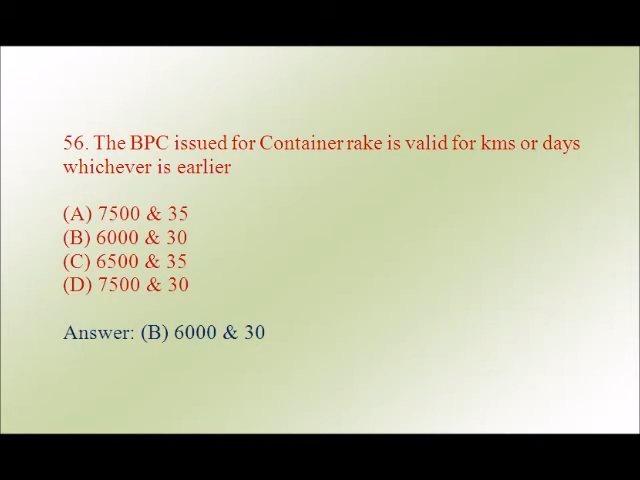 56. The BPC issued for Container rake is valid for kms or days
whichever is earlier
(A) 7500 & 35
(B) 6000 & 30
(C) 6500 & 35
(D) 7500 & 30
Answer: (B) 6000 & 30